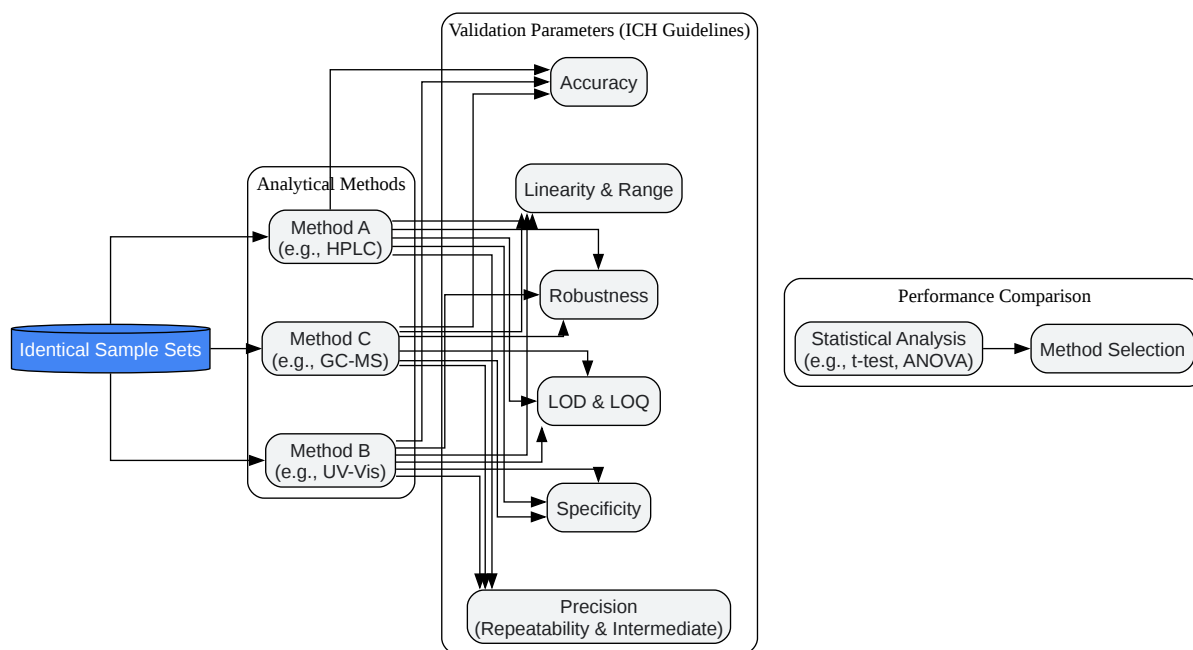 Validation Parameters (ICH Guidelines)
Accuracy
Analytical Methods
Linearity & Range
Method A
(e.g., HPLC)
Robustness
Performance Comparison
Identical Sample Sets
Method C
(e.g., GC-MS)
Statistical Analysis
(e.g., t-test, ANOVA)
Method Selection
LOD & LOQ
Method B
(e.g., UV-Vis)
Specificity
Precision
(Repeatability & Intermediate)